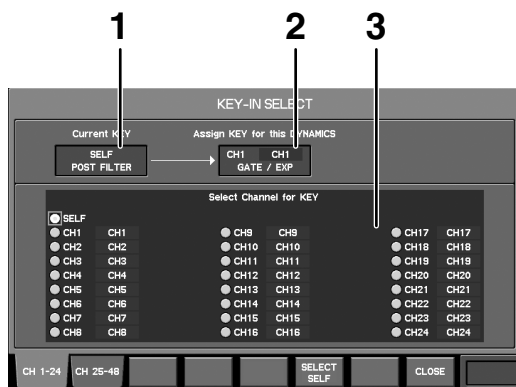 1 2 3
KEY-IN SELECT
Current KEY Assign KEY for this DYNAMICS
SELF CH1 CH1
POST FILTER GATE / EXP
Select Channel for KEY
SELF
CH1 CH1 CH9 CH9 CH17 CH17
CH2 CH2 CH10 CH10 CH18 CH18
CH3 CH3 CH11 CH11 CH19 CH19
CH4 CH4 CH12 CH12 CH20 CH20
CH5 CH5 CH13 CH13 CH21 CH21
CH6 CH6 CH14 CH14 CH22 CH22
CH7 CH7 CH15 CH15 CH23 CH23
CH8 CH8 CH16 CH16 CH24 CH24
CH 1-24 CH 25-48 SELECT SELF CLOSE